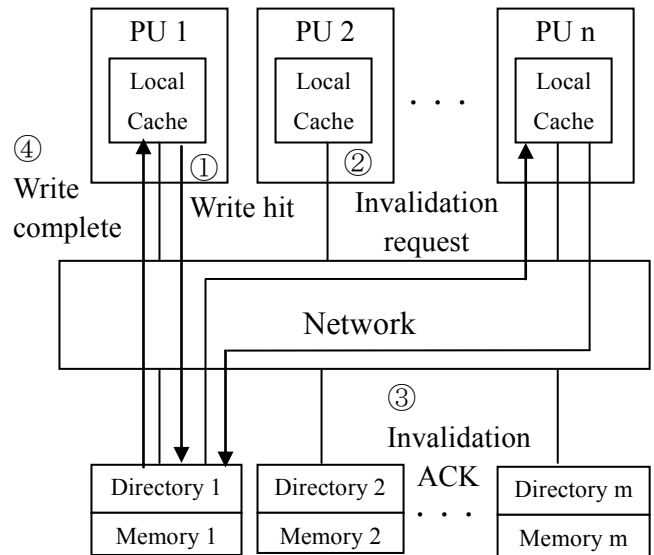 PU 1
PU 2
PU n
Local
Cache
Local
Cache
. . .
Local
Cache
④
Write
complete
①
Write hit
②
Invalidation
request
Network
③
Invalidation
ACK
Directory 1
Memory 1
Directory 2
Memory 2
. . .
Directory m
Memory m